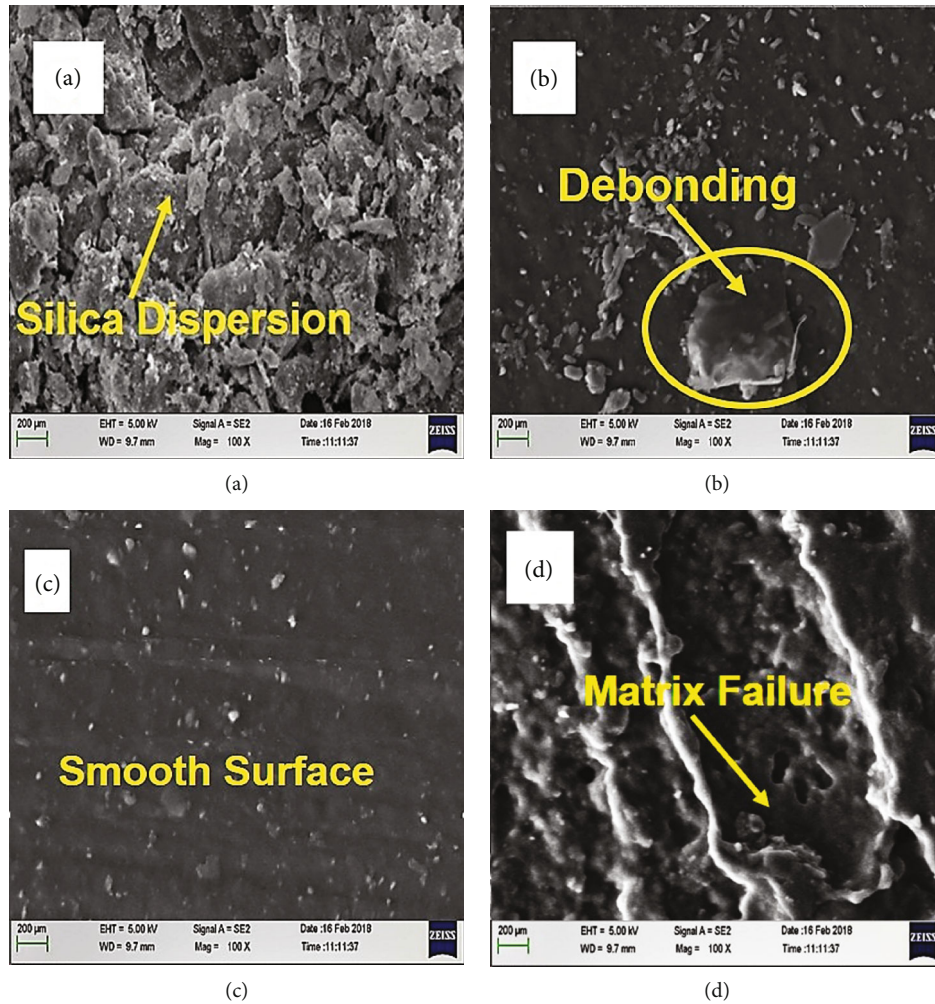 (a)
Silica Dispersion
200 µm
EHT = 5.00 kV
Signal A = SE2
Date :16 Feb 2018
WD = 9.7 mm
Mag = 100 X
Time :11:11:37
ZEISS
(a)
(b)
Debonding
200 µm
EHT = 5.00 kV
Signal A = SE2
Date :16 Feb 2018
WD = 9.7 mm
Mag = 100 X
Time :11:11:37
ZEISS
(b)
(c)
Smooth Surface
200 µm
EHT = 5.00 kV
Signal A = SE2
Date :16 Feb 2018
WD = 9.7 mm
Mag = 100 X
Time :11:11:37
ZEISS
(c)
(d)
Matrix Failure
200 µm
EHT = 5.00 kV
Signal A = SE2
Date :16 Feb 2018
WD = 9.7 mm
Mag = 100 X
Time :11:11:37
ZEISS
(d)